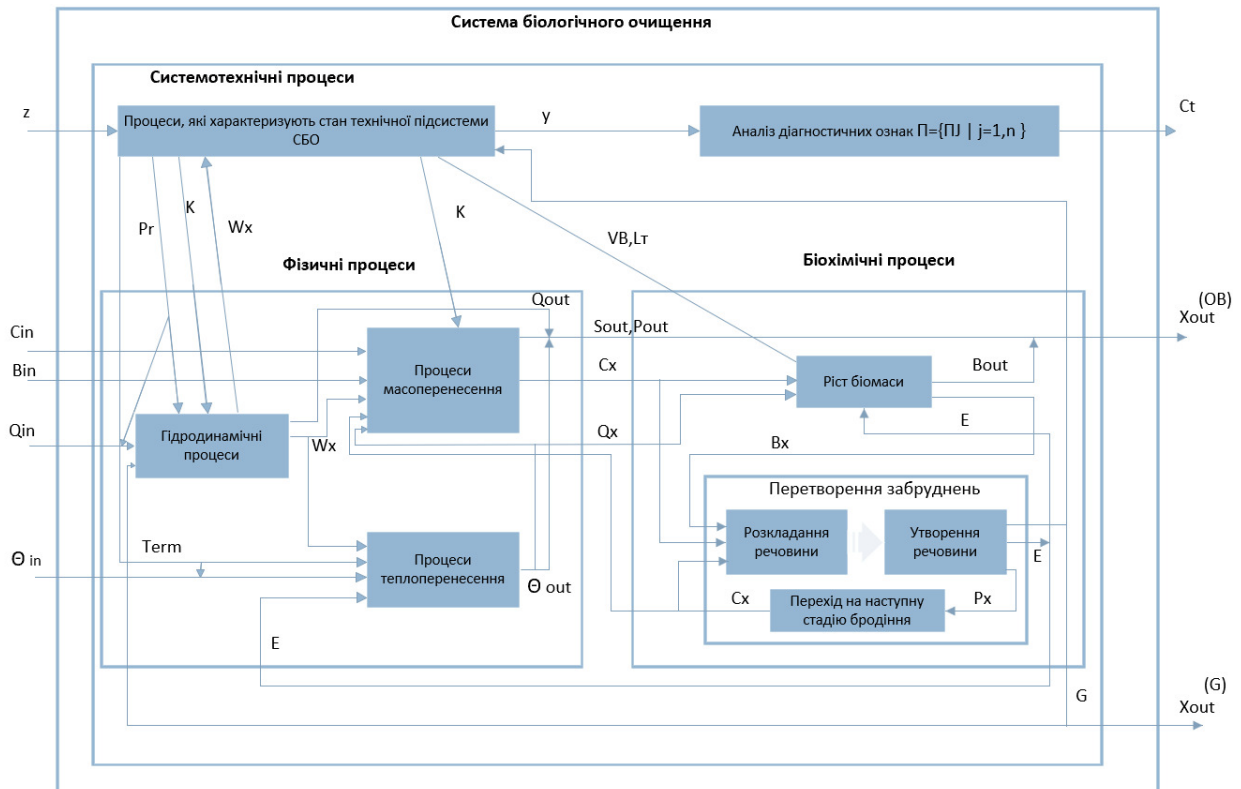 Система біологічного очищення
Системотехнічні процеси
z
Процеси, які характеризують стан технічної підсистеми
СБО
y
Аналіз діагностичних ознак П={ПJ | j=1,n }
Ct
Pr
K
Wx
K
VB,Lт
Фізичні процеси
Біохімічні процеси
Qout
Sout,Pout
(ОВ)
Xout
Cin
Bin
Процеси
масоперенесення
Cx
Ріст біомаси
Bout
Qin
Гідродинамічні
процеси
Wx
Qx
Bx
E
Перетворення забруднень
Розкладання
речовини
Утворення
речовини
E
Term
Θ in
Процеси
теплоперенесення
Θ out
Cx
Перехід на наступну
стадію бродіння
Px
E
G
(G)
Xout